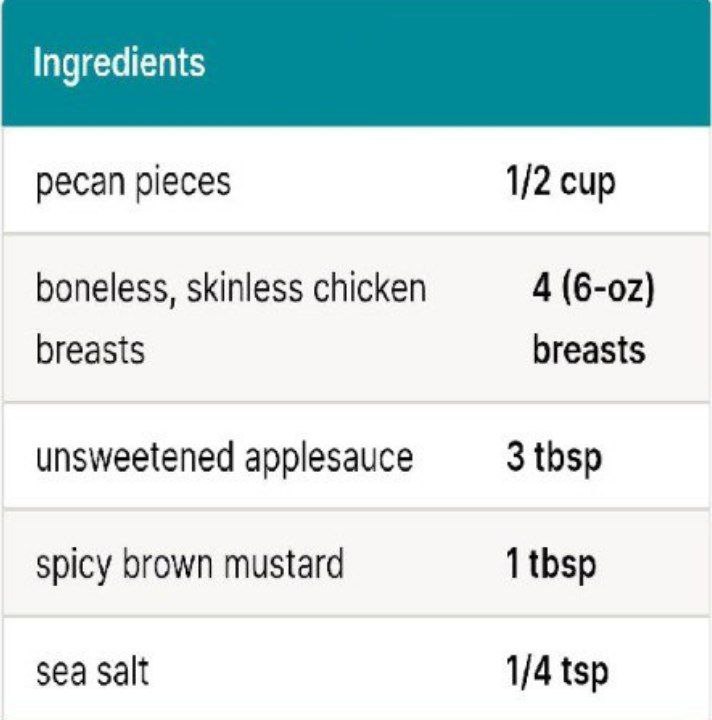 Ingredients
pecan pieces 1/2 cup
boneless, skinless chicken 4 (6-oz)
breasts breasts
unsweetened applesauce 3 tbsp
spicy brown mustard 1 tbsp
sea salt 1/4 tsp